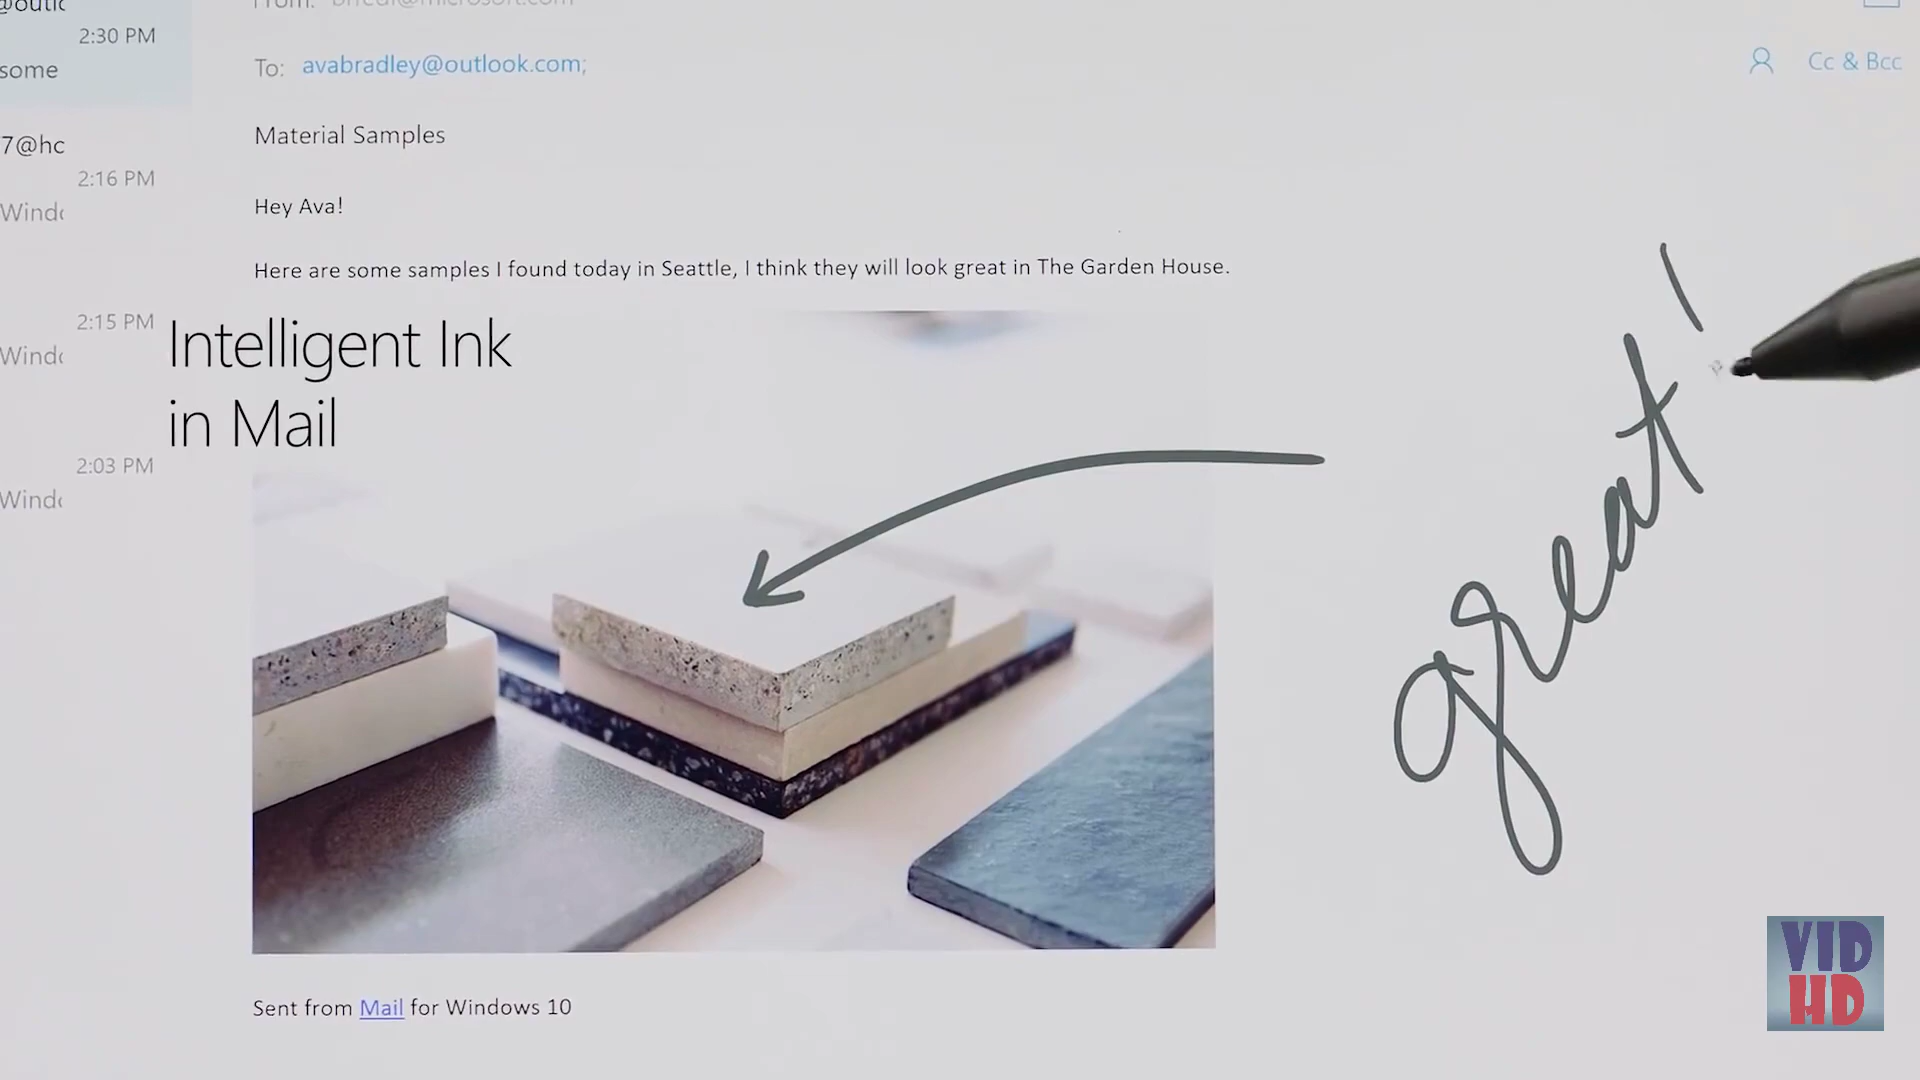 2:30 PM
some
7@hc
2:16 PM
2:15 PM
2:03 PM
From:
To: avabradley@outlook.com;
Cc & Bcc
Material Samples
Hey Ava!
Here are some samples I found today in Seattle, I think they will look great in The Garden House.
Intelligent Ink
in Mail
great!
Sent from Mail for Windows 10
VID
HD